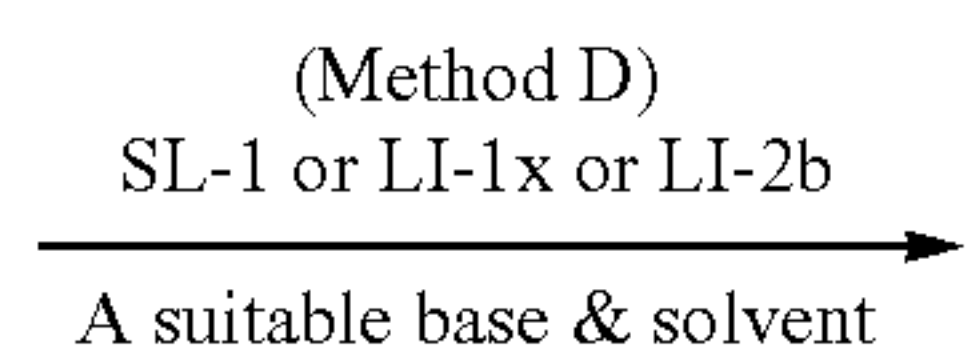 (Method D)
SL-1 or LI-1x or LI-2b
A suitable base & solvent